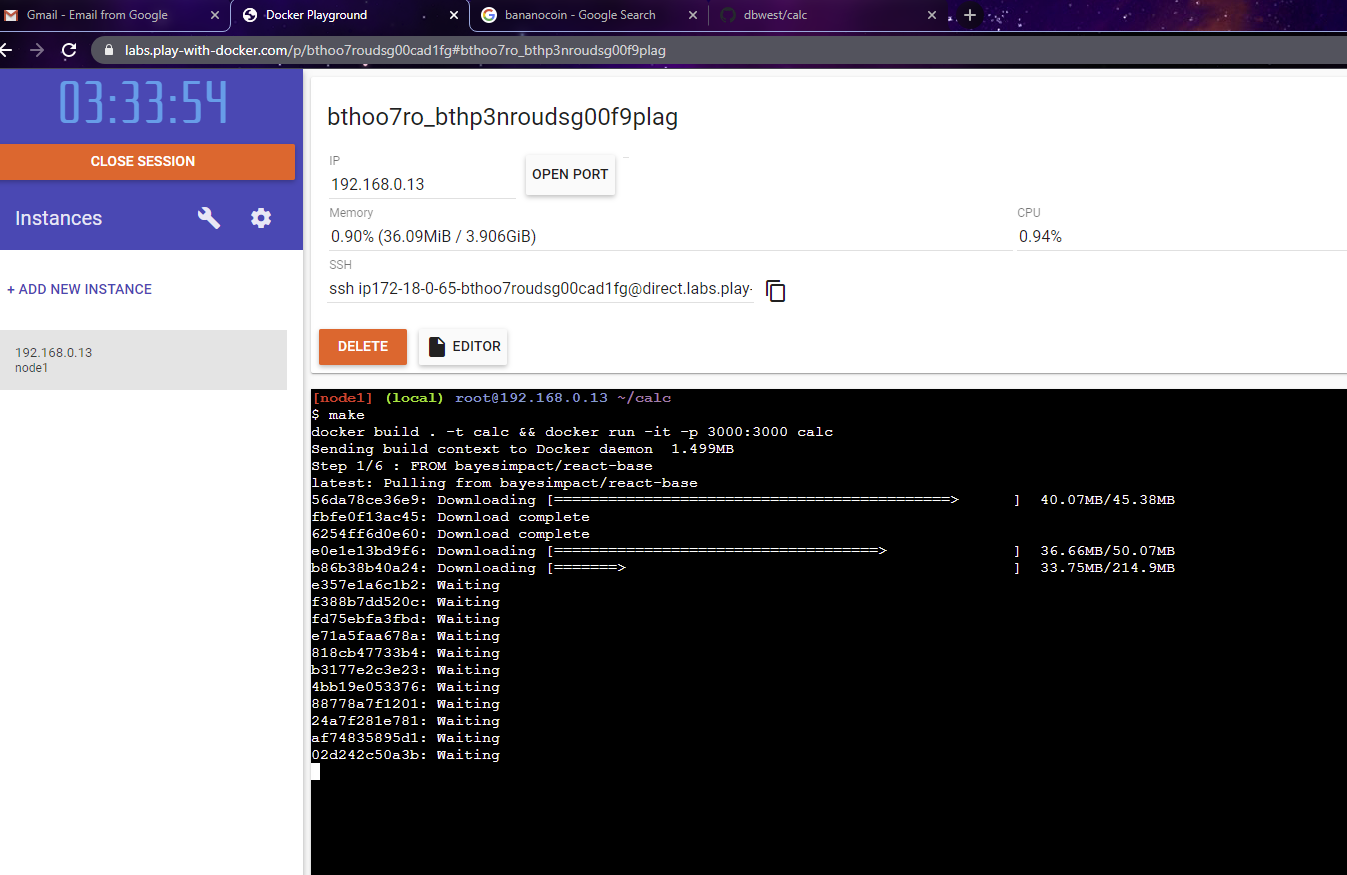 Gmail - Email from Google
Docker Playground
bananocoin - Google Search
dbwest/calc
labs.play-with-docker.com/p/bthoo7roudsg00cad1fg#bthoo7ro_bthp3nroudsg00f9plag
03:33:54
CLOSE SESSION
Instances
+ ADD NEW INSTANCE
192.168.0.13
node1
bthoo7ro_bthp3nroudsg00f9plag
IP
192.168.0.13
OPEN PORT
Memory
0.90% (36.09MiB / 3.906GiB)
CPU
0.94%
SSH
ssh ip172-18-0-65-bthoo7roudsg00cad1fg@direct.labs.play-
DELETE
EDITOR
[node1] (local) root@192.168.0.13 ~/calc
$ make
docker build . -t calc && docker run -it -p 3000:3000 calc
Sending build context to Docker daemon  1.499MB
Step 1/6 : FROM bayesimpact/react-base
latest: Pulling from bayesimpact/react-base
56da78ce36e9: Downloading [============================================>      ]  40.07MB/45.38MB
fbfe0f13ac45: Download complete
6254ff6d0e60: Download complete
e0e1e13bd9f6: Downloading [====================================>              ]  36.66MB/50.07MB
b86b38b40a24: Downloading [=======>                                           ]  33.75MB/214.9MB
e357e1a6c1b2: Waiting
f388b7dd520c: Waiting
fd75ebfa3fbd: Waiting
e71a5faa678a: Waiting
818cb47733b4: Waiting
b3177e2c3e23: Waiting
4bb19e053376: Waiting
88778a7f1201: Waiting
24a7f281e781: Waiting
af74835895d1: Waiting
02d242c50a3b: Waiting